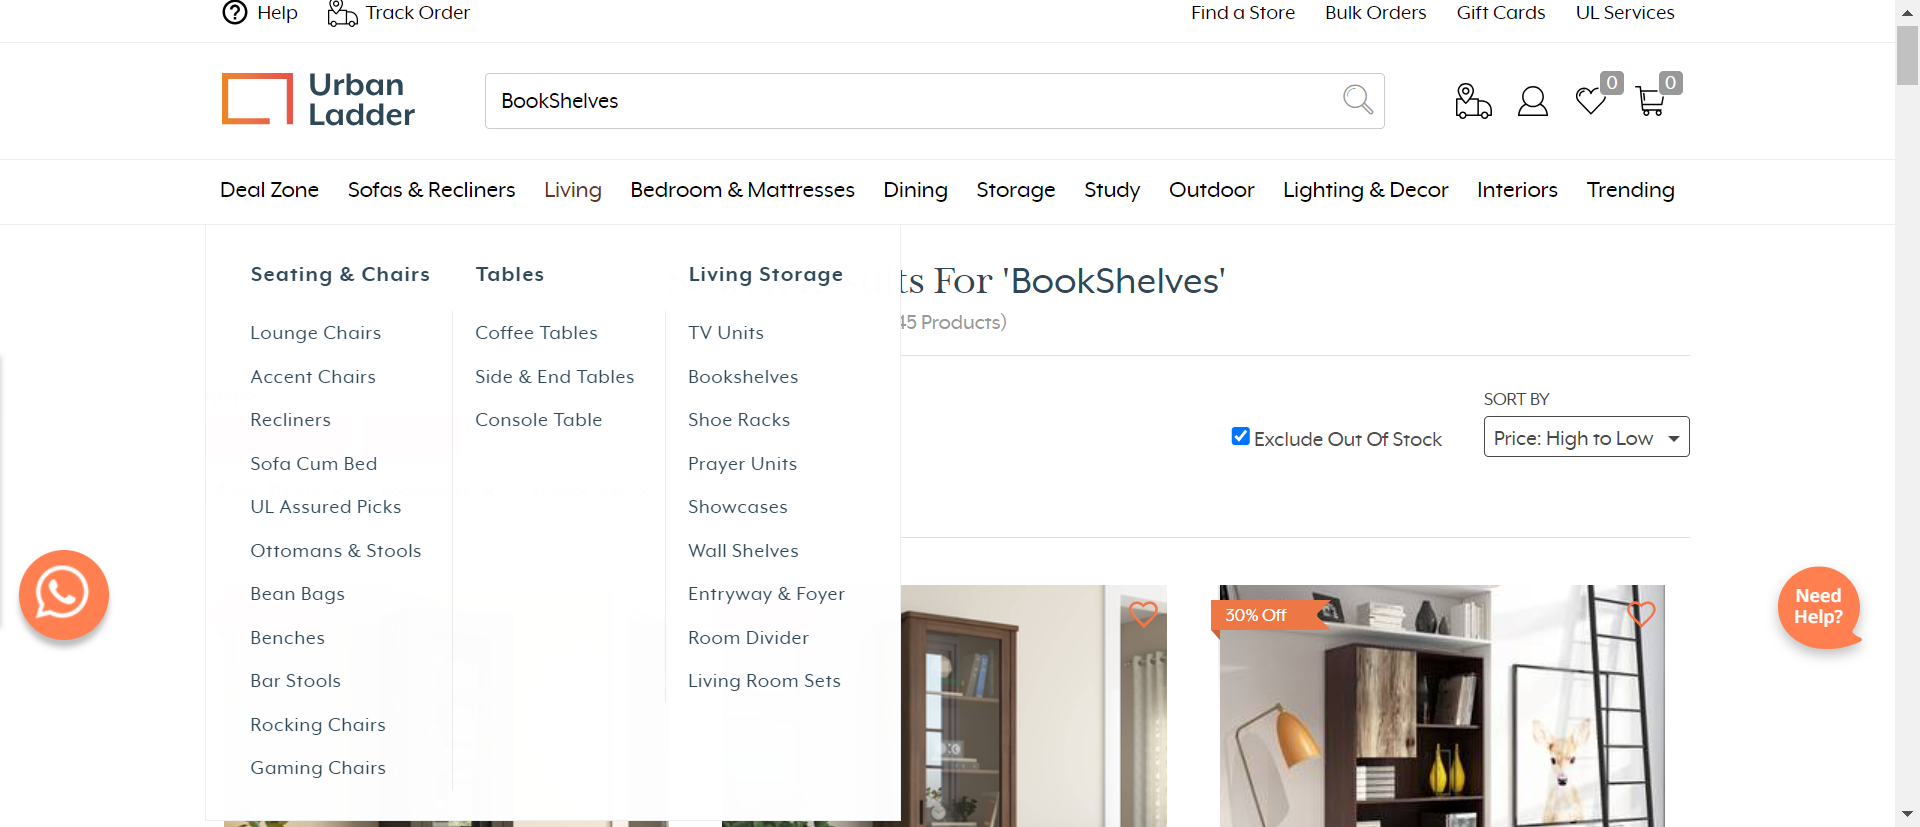 Help
Track Order
Find a Store
Bulk Orders
Gift Cards
UL Services
Urban
Ladder
BookShelves
0
0
Deal Zone
Sofas & Recliners
Living
Bedroom & Mattresses
Dining
Storage
Study
Outdoor
Lighting & Decor
Interiors
Trending
Seating & Chairs
Lounge Chairs
Accent Chairs
Recliners
Sofa Cum Bed
UL Assured Picks
Ottomans & Stools
Bean Bags
Benches
Bar Stools
Rocking Chairs
Gaming Chairs
Tables
Coffee Tables
Side & End Tables
Console Table
Living Storage
TV Units
Bookshelves
Shoe Racks
Prayer Units
Showcases
Wall Shelves
Entryway & Foyer
Room Divider
Living Room Sets
ts For 'BookShelves'
45 Products)
Exclude Out Of Stock
SORT BY
Price: High to Low
30% Off
Need
Help?